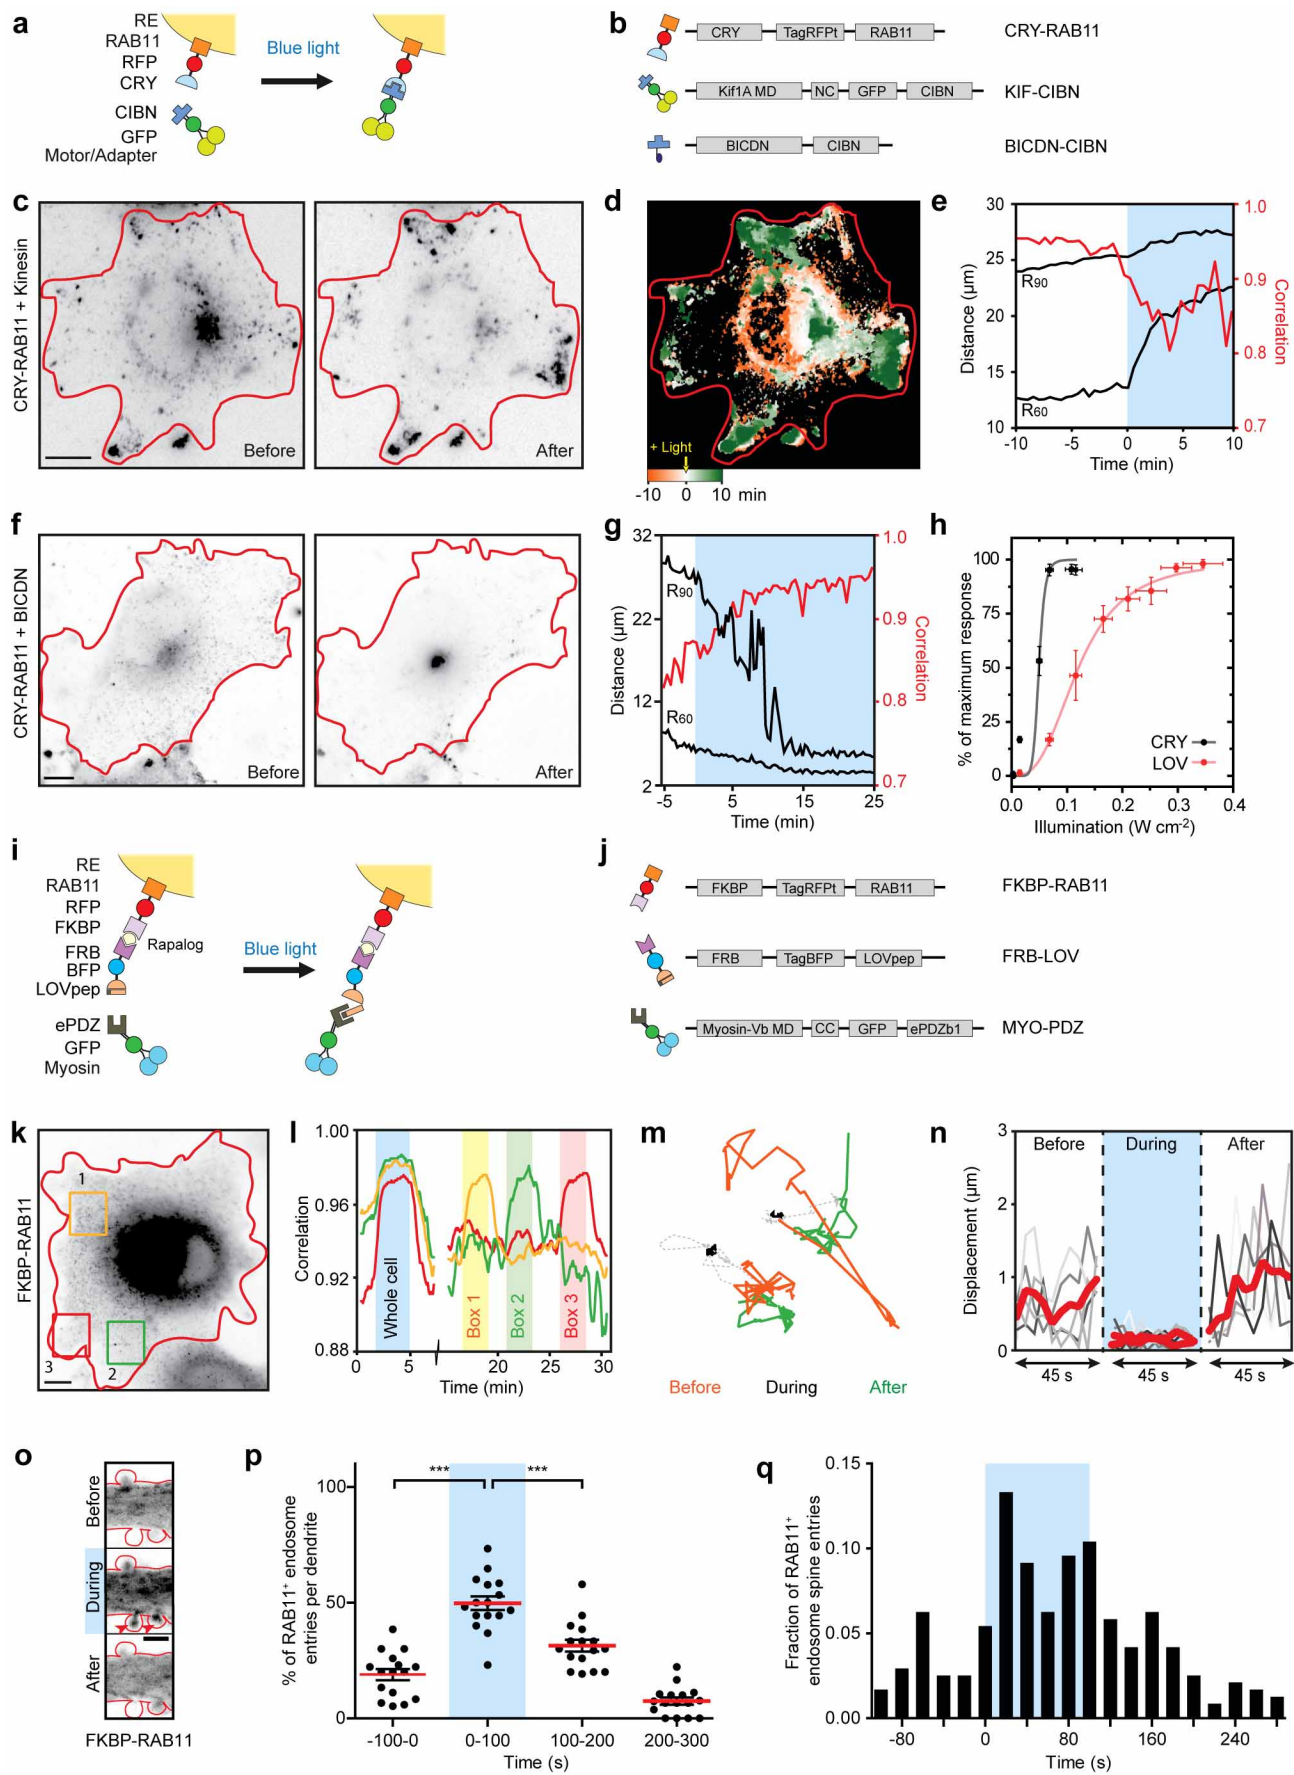 a
RE
RAB11
RFP
CRY
CIBN
GFP
Motor/Adapter
Blue light
b
CRY TagRFPt RAB11
CRY-RAB11
Kif1A MD NC GFP CIBN
KIF-CIBN
BICDN CIBN
BICDN-CIBN
c
CRY-RAB11 + Kinesin
Before
After
d
+ Light
-10 0 10 min
e
30
25
20
15
10
Distance (µm)
R90
R60
1.0
0.9
0.8
0.7
Correlation
-10 -5 0 5 10
Time (min)
f
CRY-RAB11 + BICDN
Before
After
g
32
22
12
2
Distance (µm)
R90
R60
1.0
0.9
0.8
0.7
Correlation
-5 5 15 25
Time (min)
h
100
75
50
25
0
% of maximum response
CRY
LOV
0.0 0.1 0.2 0.3 0.4
Illumination (W cm-2)
i
RE
RAB11
RFP
FKBP
Rapalog
FRB
BFP
LOVpep
ePDZ
GFP
Myosin
Blue light
j
FKBP TagRFPt RAB11
FKBP-RAB11
FRB TagBFP LOVpep
FRB-LOV
Myosin-Vb MD CC GFP ePDZb1
MYO-PDZ
k
FKBP-RAB11
1
3
2
l
1.00
0.96
0.92
0.88
Correlation
Whole cell
Box 1
Box 2
Box 3
0 5 20 25 30
Time (min)
m
Before During After
n
3
2
1
0
Displacement (µm)
Before During After
45 s 45 s 45 s
o
Before
During
After
FKBP-RAB11
p
100
50
0
% of RAB11+ endosome
entries per dendrite
*** ***
-100-0 0-100 100-200 200-300
Time (s)
q
0.15
0.10
0.05
0.00
Fraction of RAB11+
endosome spine entries
-80 0 80 160 240
Time (s)